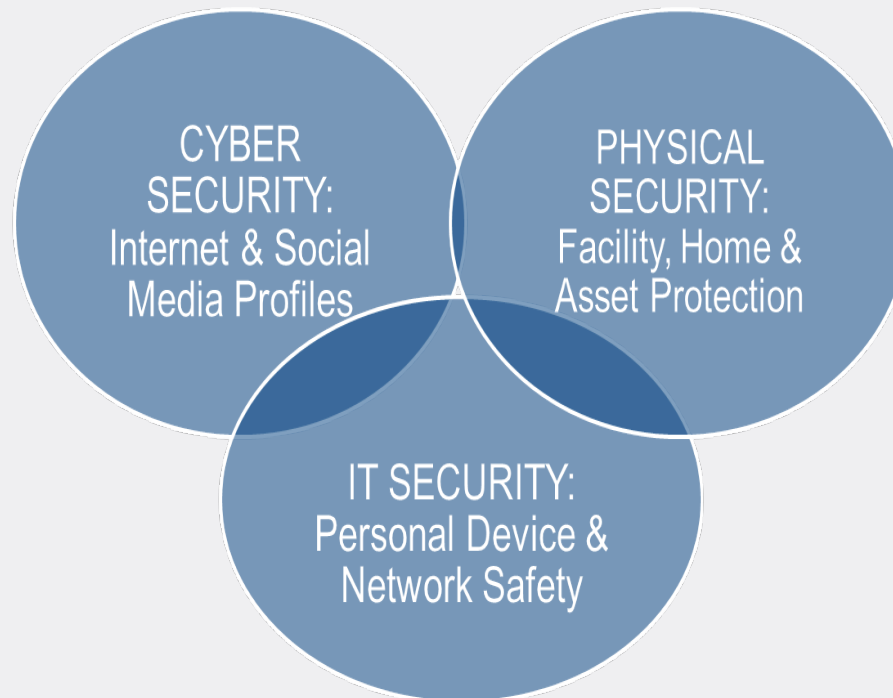 CYBER
SECURITY:
Internet & Social
Media Profiles
PHYSICAL
SECURITY:
Facility, Home &
Asset Protection
IT SECURITY:
Personal Device &
Network Safety